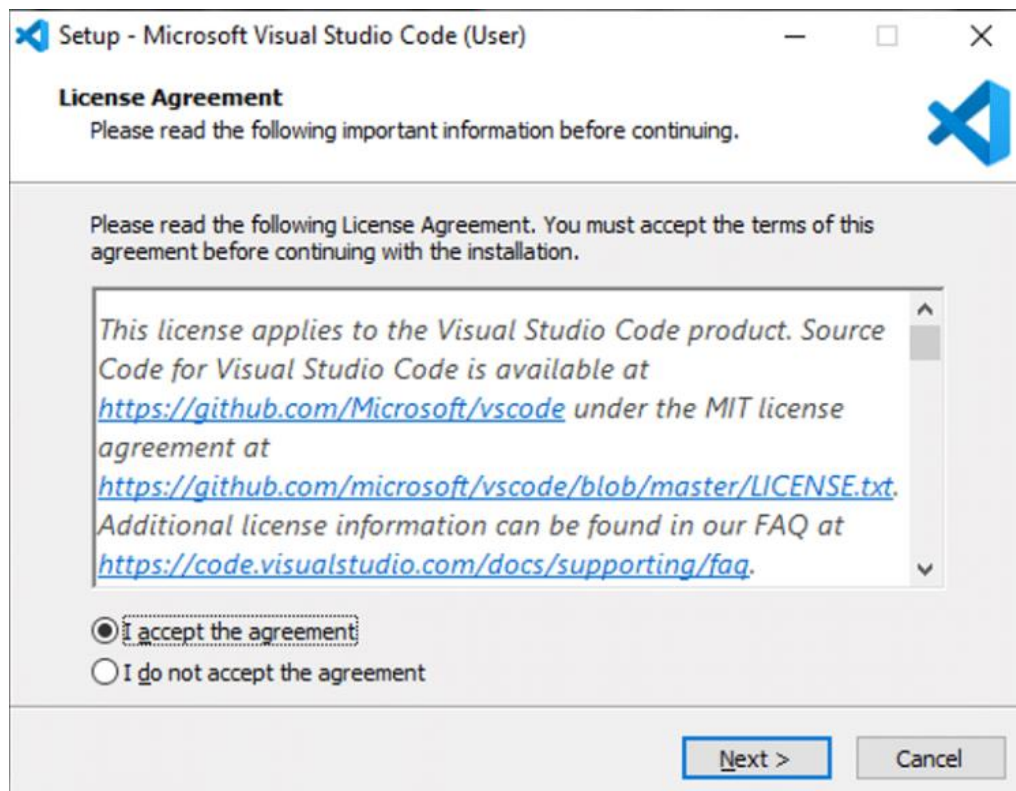 Setup - Microsoft Visual Studio Code (User)
License Agreement
Please read the following important information before continuing.
Please read the following License Agreement. You must accept the terms of this
agreement before continuing with the installation.
This license applies to the Visual Studio Code product. Source
Code for Visual Studio Code is available at
https://github.com/Microsoft/vscode under the MIT license
agreement at
https://github.com/microsoft/vscode/blob/master/LICENSE.txt.
Additional license information can be found in our FAQ at
https://code.visualstudio.com/docs/supporting/faq.
I accept the agreement
I do not accept the agreement
Next >
Cancel